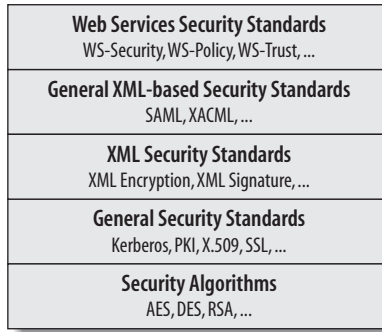 Web Services Security Standards
WS-Security, WS-Policy, WS-Trust, ...
General XML-based Security Standards
SAML, XACML, ...
XML Security Standards
XML Encryption, XML Signature, ...
General Security Standards
Kerberos, PKI, X.509, SSL, ...
Security Algorithms
AES, DES, RSA, ...